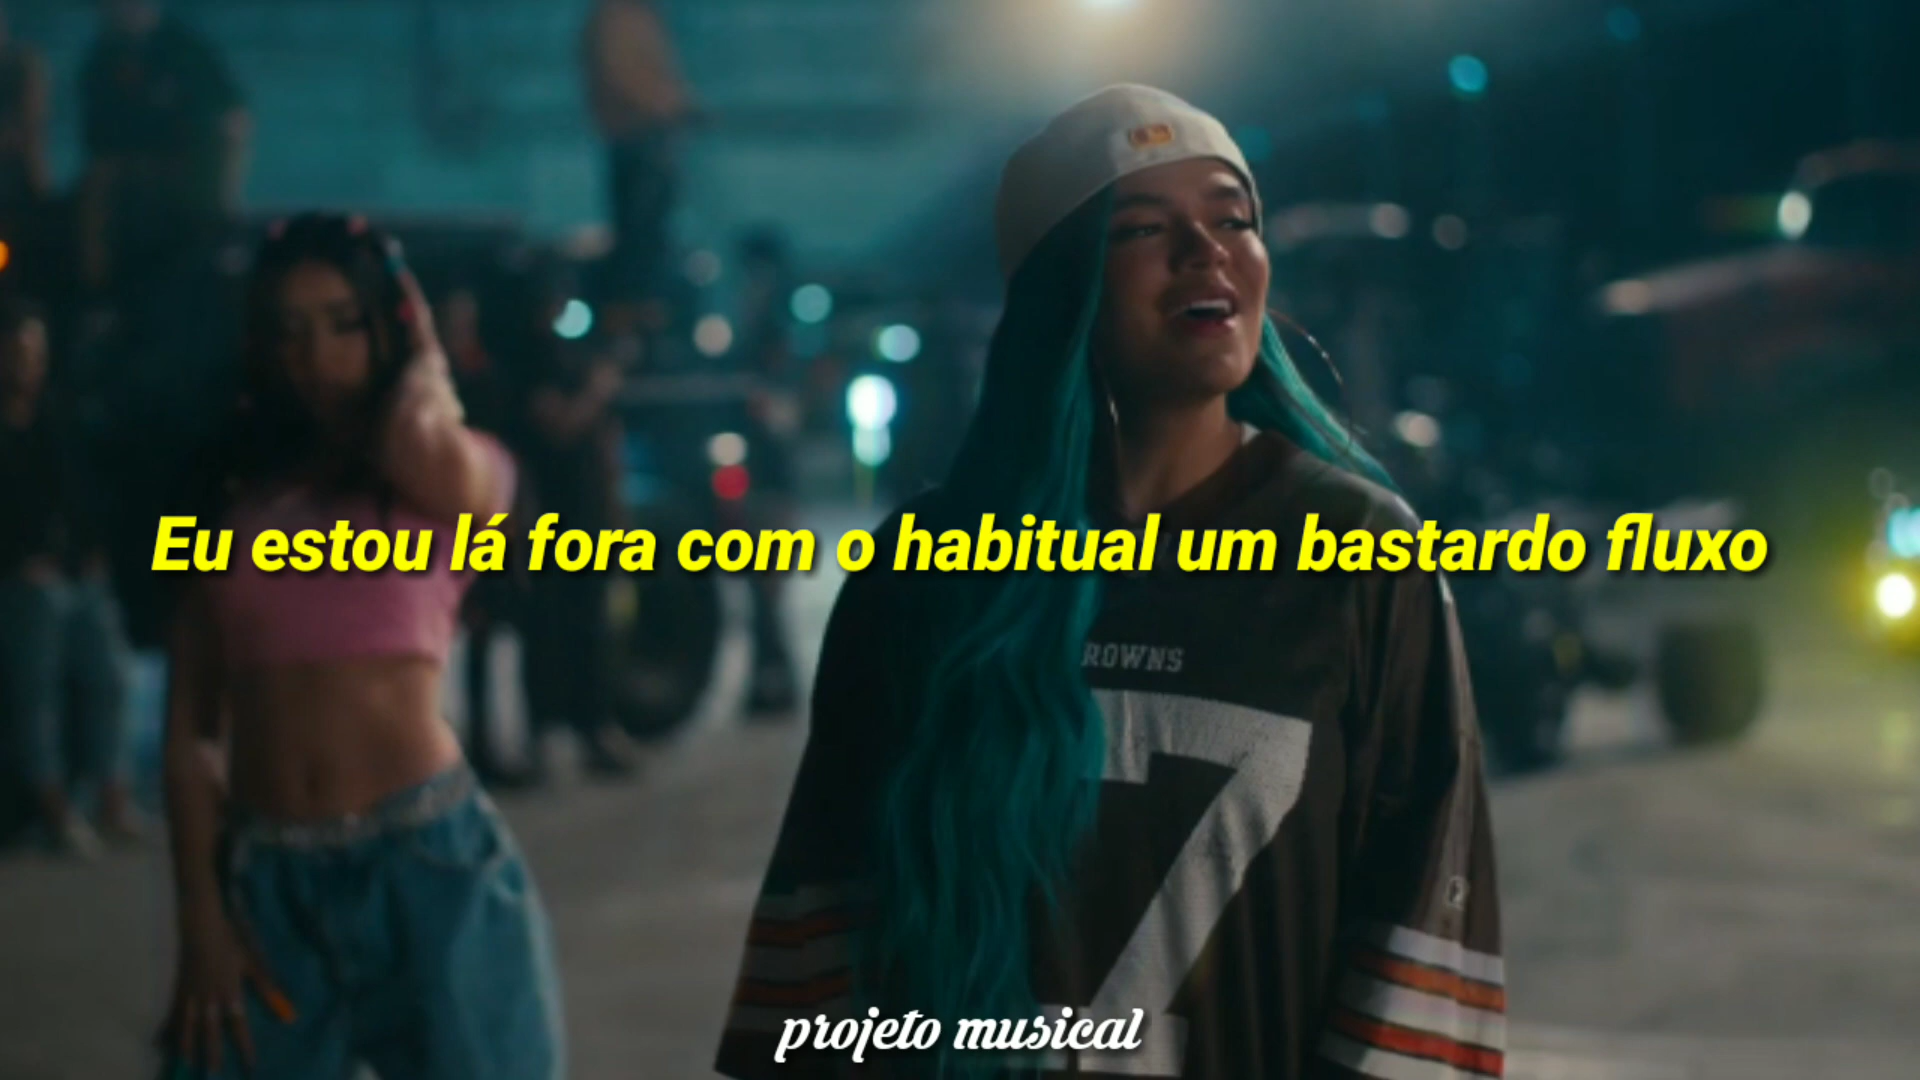 Eu estou lá fora com o habitual um bastardo fluxo
ROWNS
7
projeto musical